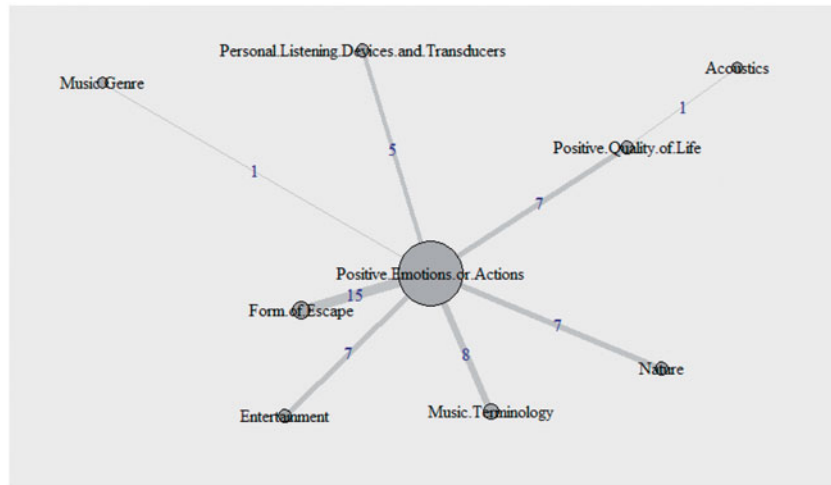 Personal.Listening.Devices.and.Transducers
Acoustics
Music.Genre
1
Positive.Quality.of.Life
5
1
7
Positive.Emotions.or.Actions
15
Form.of.Escape
7
7
8
Nature
Entertainment
Music.Terminology